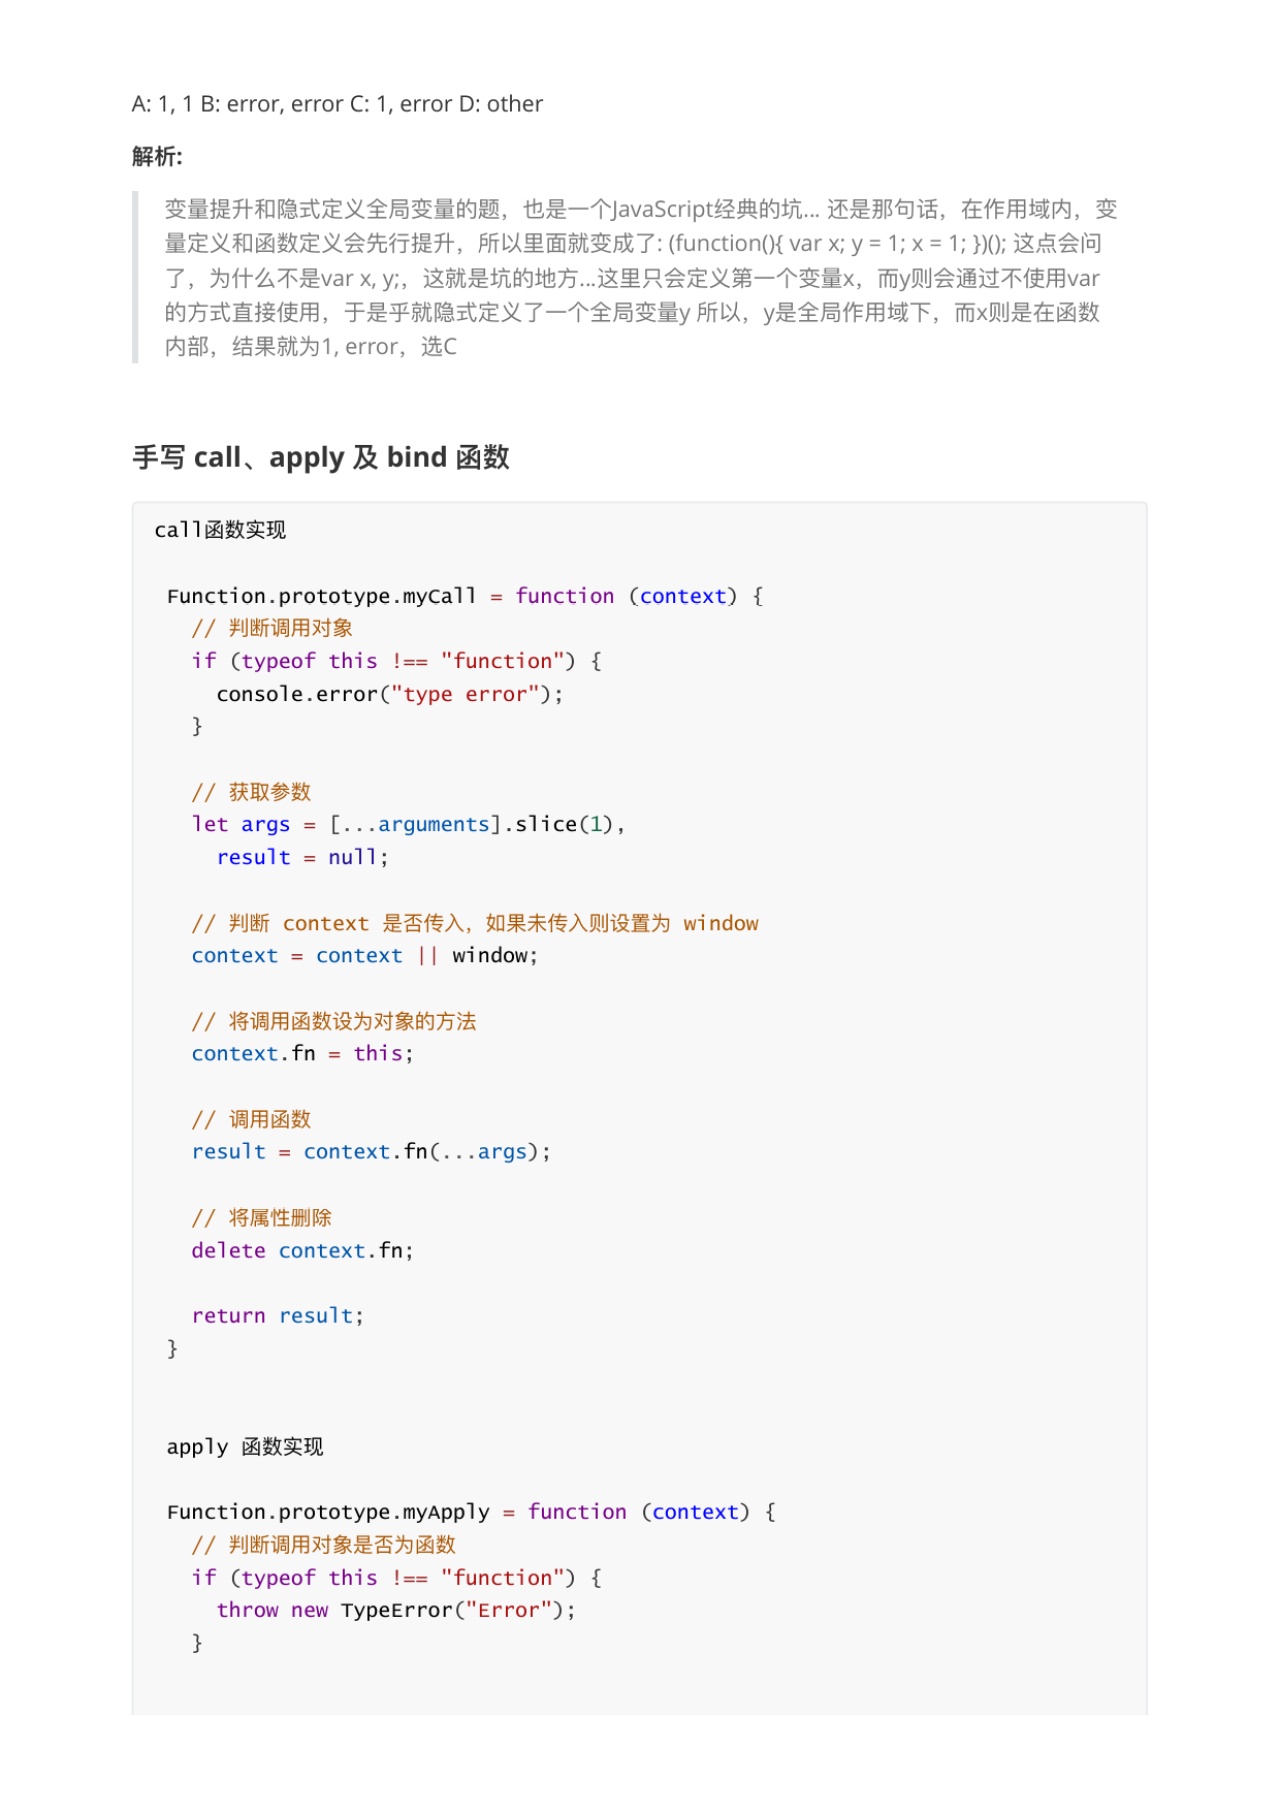 A: 1, 1 B: error, error C: 1, error D: other
解析:
变量提升和隐式定义全局变量的题，也是一个JavaScript经典的坑... 还是那句话，在作用域内，变
量定义和函数定义会先行提升，所以里面就变成了: (function(){ var x; y = 1; x = 1; })(); 这点会问
了，为什么不是var x, y;，这就是坑的地方...这里只会定义第一个变量x，而y则会通过不使用var
的方式直接使用，于是乎就隐式定义了一个全局变量y 所以，y是全局作用域下，而x则是在函数
内部，结果就为1, error，选C
手写 call、apply 及 bind 函数
call函数实现
Function.prototype.myCall = function (context) {
// 判断调用对象
if (typeof this !== "function") {
console.error("type error");
}
// 获取参数
let args = [...arguments].slice(1),
result = null;
// 判断 context 是否传入，如果未传入则设置为 window
context = context || window;
// 将调用函数设为对象的方法
context.fn = this;
// 调用函数
result = context.fn(...args);
// 将属性删除
delete context.fn;
return result;
}
apply 函数实现
Function.prototype.myApply = function (context) {
// 判断调用对象是否为函数
if (typeof this !== "function") {
throw new TypeError("Error");
}